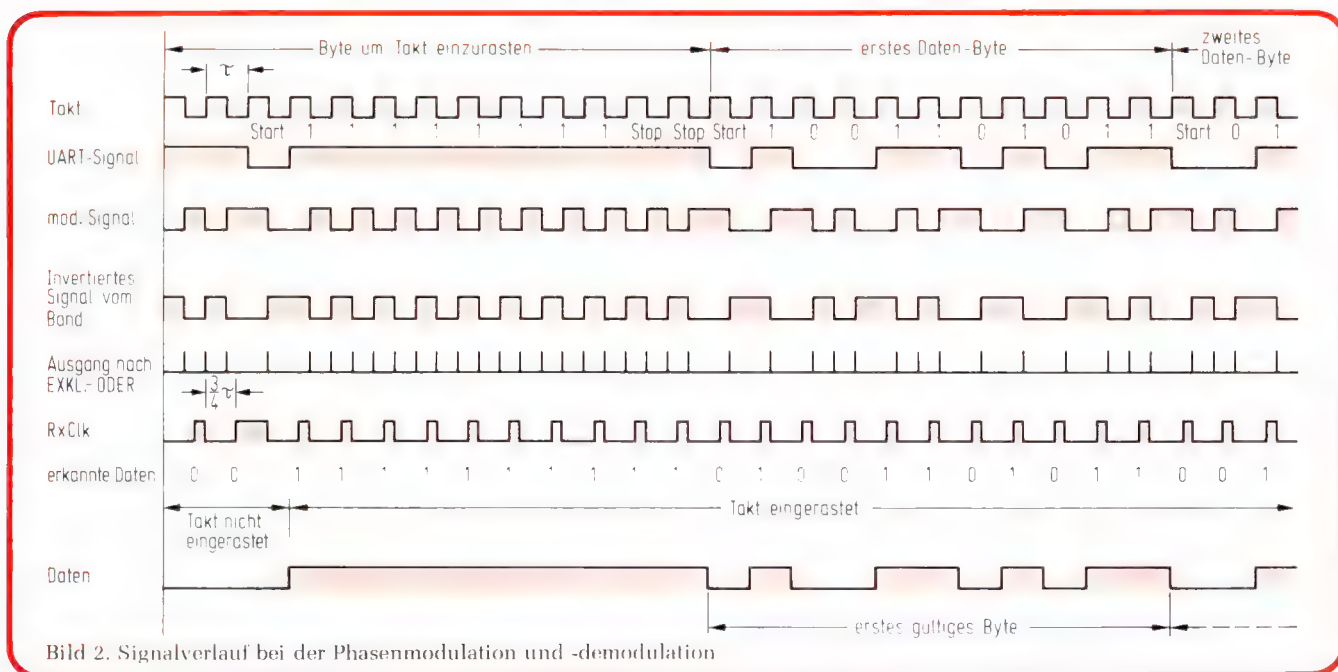 Byte um Takt einzurasten
erstes Daten-Byte
zweites
Daten-Byte
τ
Takt
Start 1 1 1 1 1 1 1 1 Stop Stop Start 1 0 0 1 1 0 1 0 1 1 Start 0 1
UART-Signal
mod. Signal
Invertiertes
Signal vom
Band
Ausgang nach
EXKL.-ODER
3/4 τ
RxClk
erkannte Daten 0 0 1 1 1 1 1 1 1 1 1 1 0 1 0 0 1 1 0 1 0 1 1 0 0 1
Takt nicht
eingerastet
Takt eingerastet
Daten
erstes gültiges Byte
Bild 2. Signalverlauf bei der Phasenmodulation und -demodulation